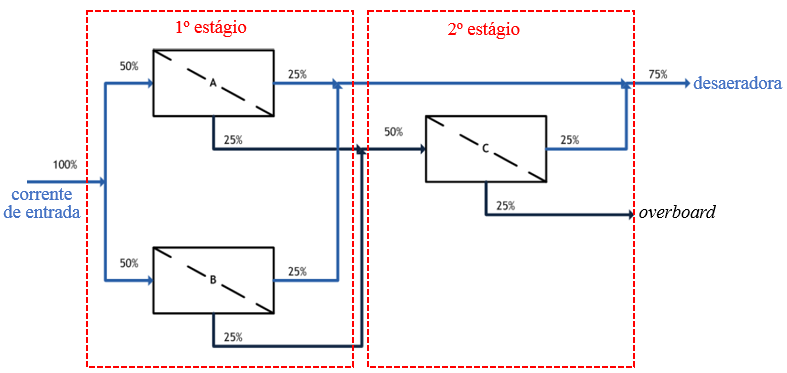 1º estágio
2º estágio
50%
A
25%
75%
desaeradora
25%
50%
C
25%
100%
corrente
de entrada
25%
overboard
50%
B
25%
25%